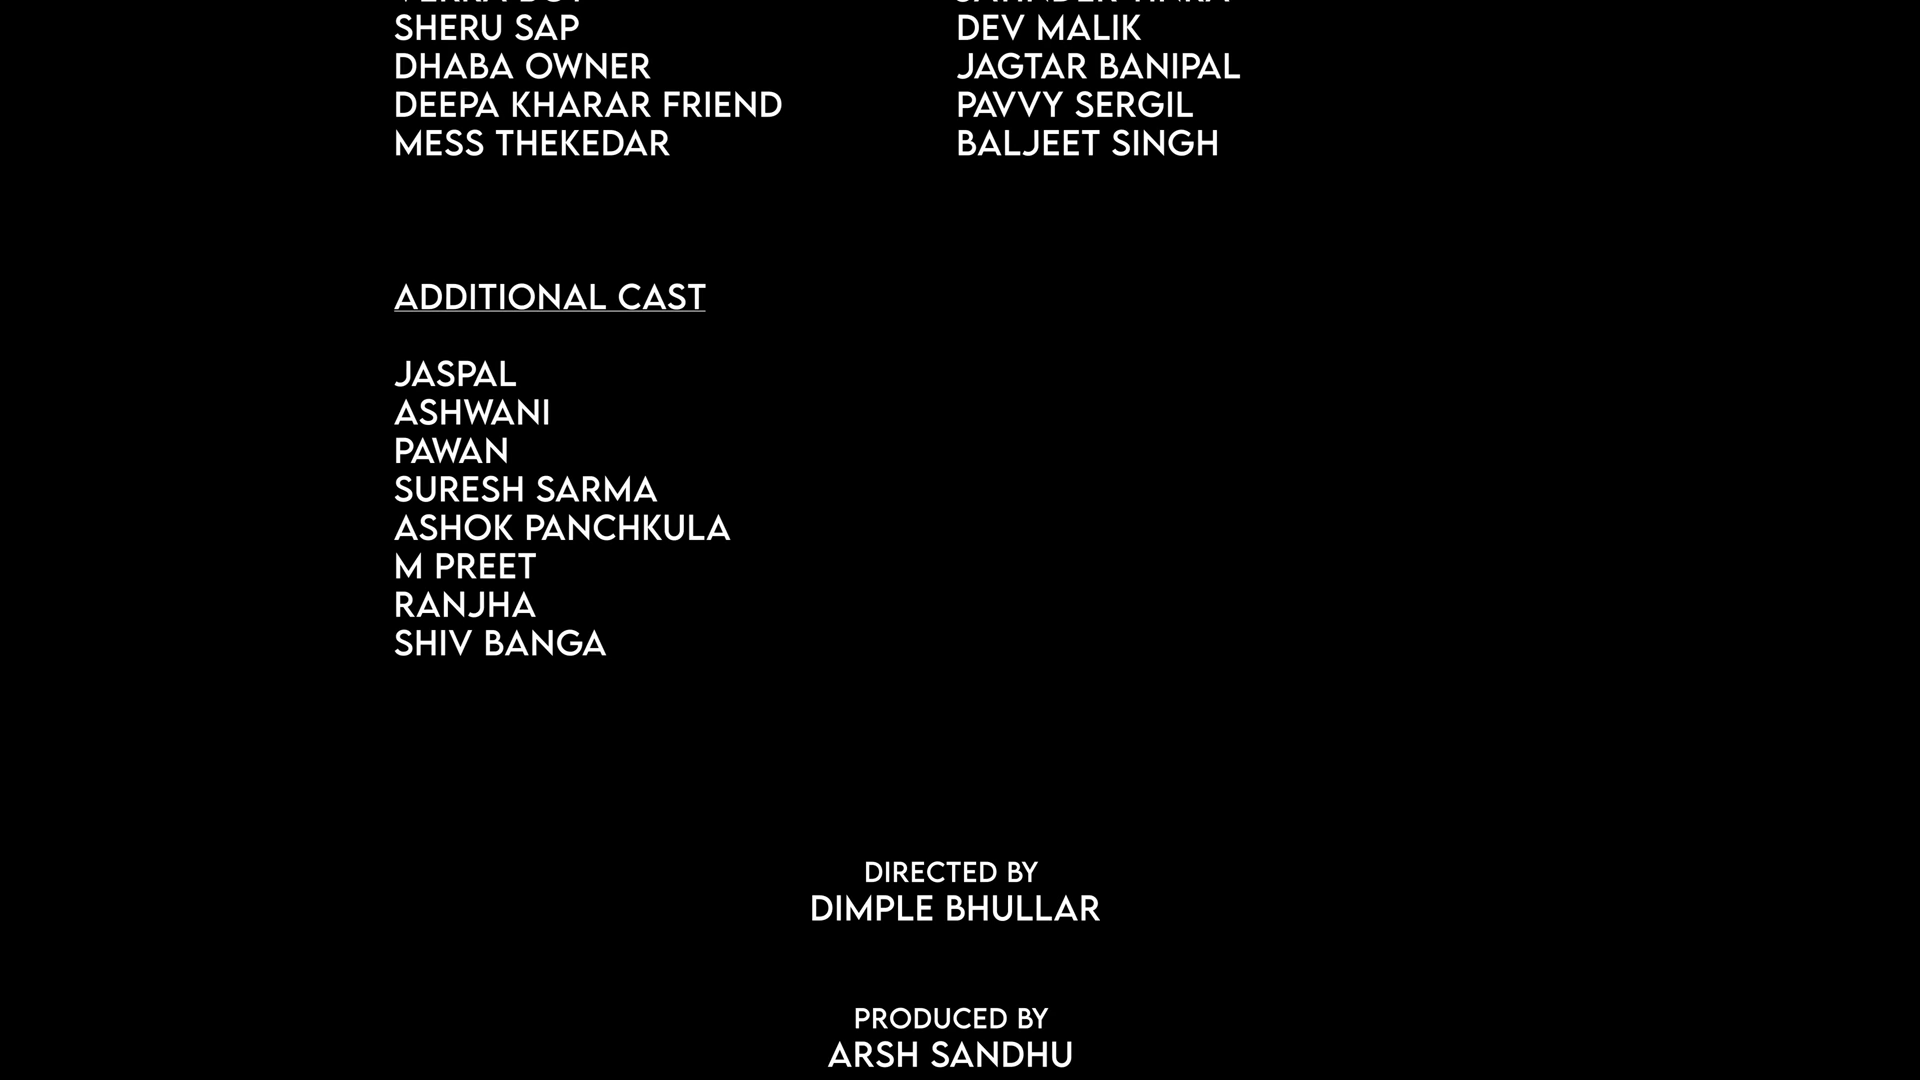 SHERU SAP DEV MALIK
DHABA OWNER JAGTAR BANIPAL
DEEPA KHARAR FRIEND PAVVY SERGIL
MESS THEKEDAR BALJEET SINGH
ADDITIONAL CAST
JASPAL
ASHWANI
PAWAN
SURESH SARMA
ASHOK PANCHKULA
M PREET
RANJHA
SHIV BANGA
DIRECTED BY
DIMPLE BHULLAR
PRODUCED BY
ARSH SANDHU